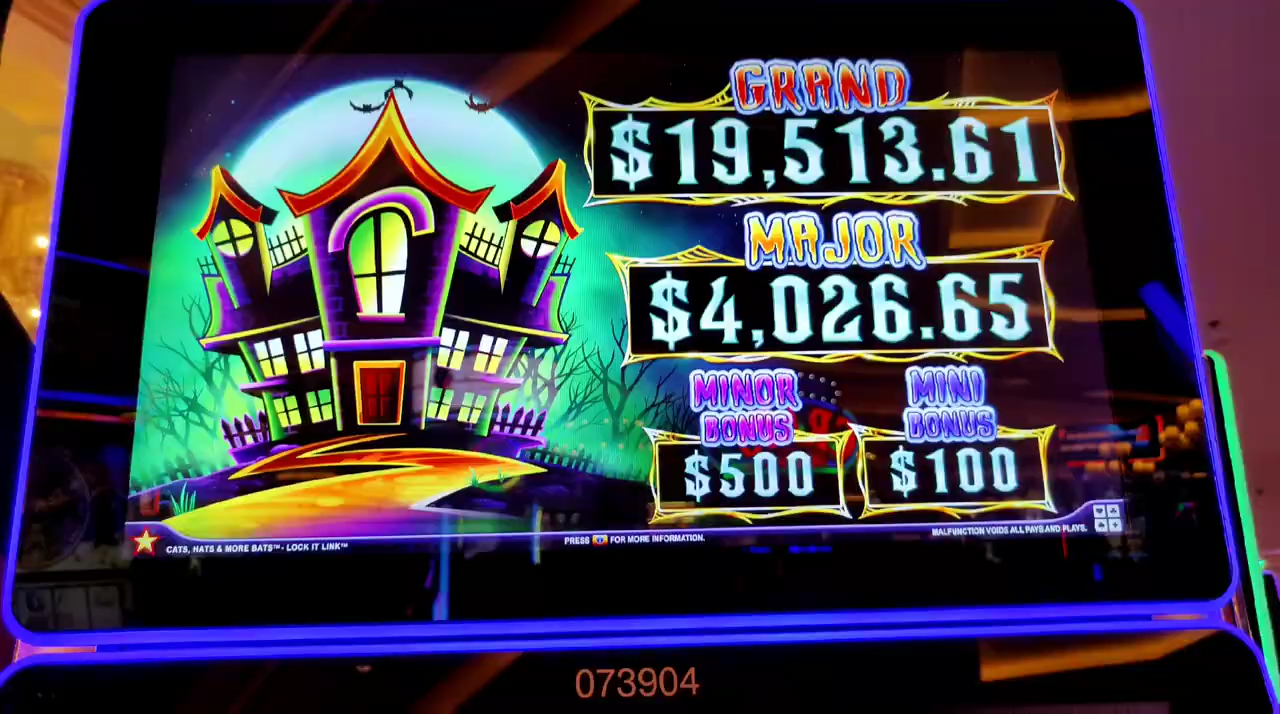 GRAND
$19,513.61
MAJOR
$4,026.65
MINOR BONUS
$500
MINI BONUS
$100
CATS, HATS & MORE BATS™ - LOCK IT LINK™
PRESS FOR MORE INFORMATION.
MALFUNCTION VOIDS ALL PAYS AND PLAYS.
073904